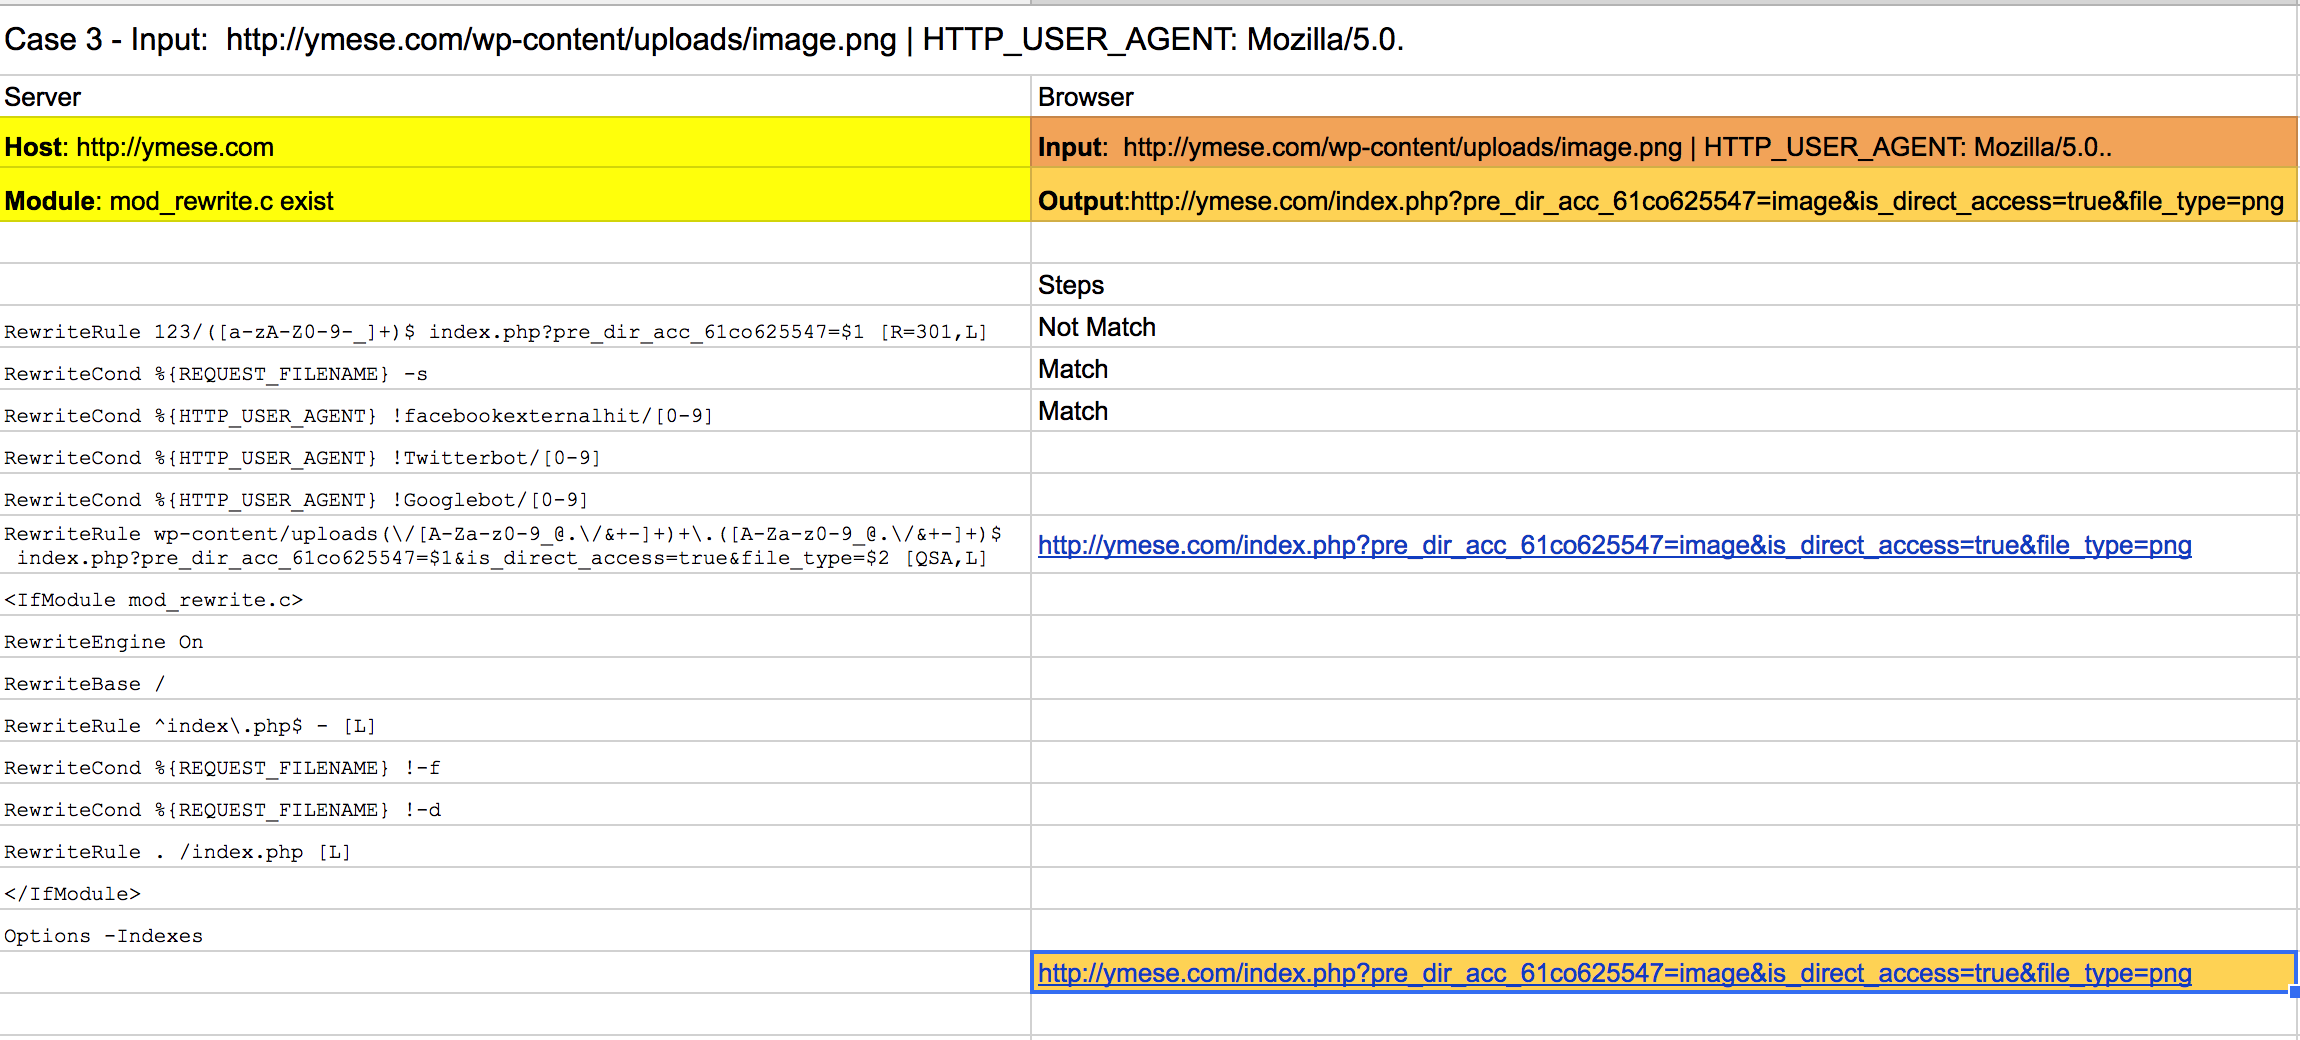 Case 3 - Input:  http://ymese.com/wp-content/uploads/image.png | HTTP_USER_AGENT: Mozilla/5.0.
Server
Browser
Host: http://ymese.com
Input:  http://ymese.com/wp-content/uploads/image.png | HTTP_USER_AGENT: Mozilla/5.0..
Module: mod_rewrite.c exist
Output:http://ymese.com/index.php?pre_dir_acc_61co625547=image&is_direct_access=true&file_type=png
Steps
RewriteRule 123/([a-zA-Z0-9-_]+)$ index.php?pre_dir_acc_61co625547=$1 [R=301,L]
Not Match
RewriteCond %{REQUEST_FILENAME} -s
Match
RewriteCond %{HTTP_USER_AGENT} !facebookexternalhit/[0-9]
Match
RewriteCond %{HTTP_USER_AGENT} !Twitterbot/[0-9]
RewriteCond %{HTTP_USER_AGENT} !Googlebot/[0-9]
RewriteRule wp-content/uploads(\/[A-Za-z0-9_@.\/&+-]+)+\.([A-Za-z0-9_@.\/&+-]+)$
index.php?pre_dir_acc_61co625547=$1&is_direct_access=true&file_type=$2 [QSA,L]
http://ymese.com/index.php?pre_dir_acc_61co625547=image&is_direct_access=true&file_type=png
<IfModule mod_rewrite.c>
RewriteEngine On
RewriteBase /
RewriteRule ^index\.php$ - [L]
RewriteCond %{REQUEST_FILENAME} !-f
RewriteCond %{REQUEST_FILENAME} !-d
RewriteRule . /index.php [L]
</IfModule>
Options -Indexes
http://ymese.com/index.php?pre_dir_acc_61co625547=image&is_direct_access=true&file_type=png